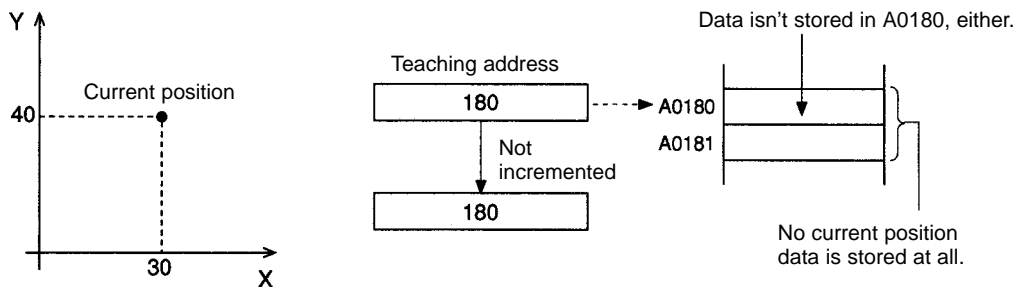 Y
40
Current position
30
X
Teaching address
180
Not
incremented
180
Data isn't stored in A0180, either.
A0180
A0181
No current position
data is stored at all.